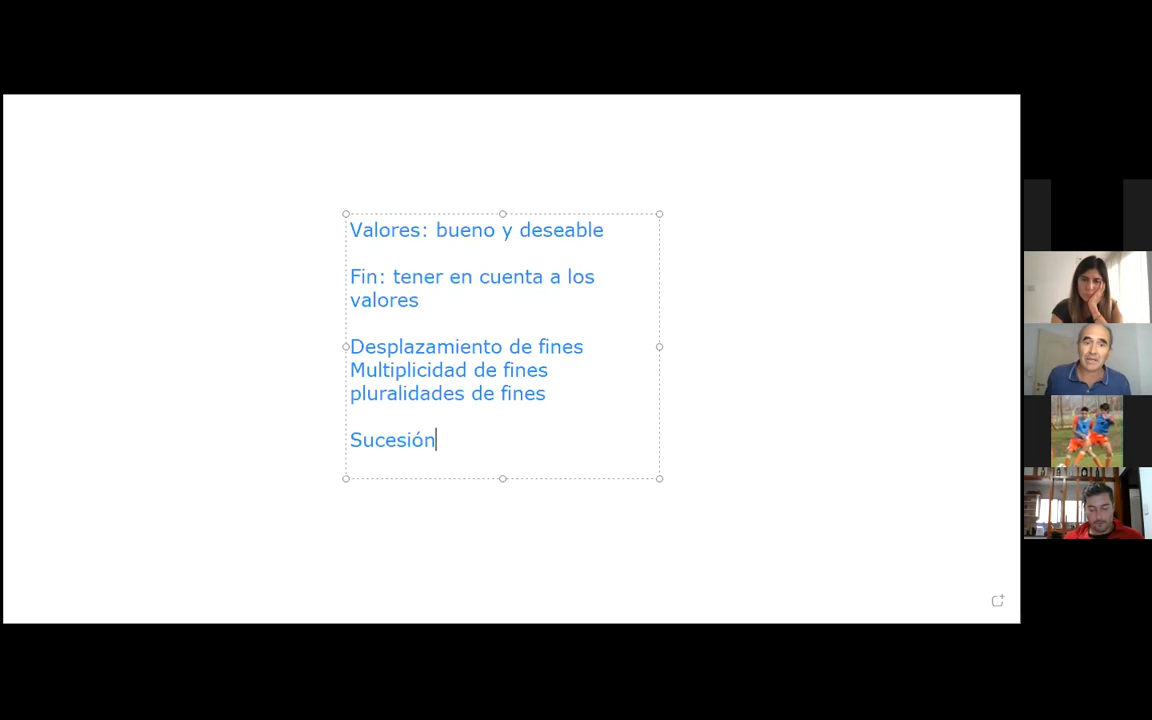 Valores: bueno y deseable
Fin: tener en cuenta a los
valores
Desplazamiento de fines
Multiplicidad de fines
pluralidades de fines
Sucesión